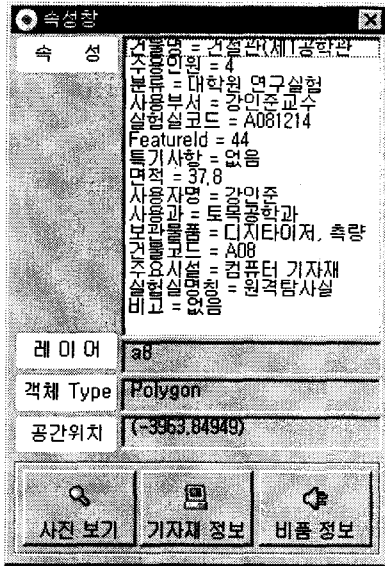 속성창
속 성
건물명 = 건설관(제1공학관
수용인원 = 4
분류 = 대학원 연구실험
사용부서 = 강인준교수
실험실코드 = A081214
FeatureId = 44
특기사항 = 없음
면적 = 37.8
사용자명 = 강인준
사용과 = 토목공학과
보관물품 = 디지타이저, 측량
건물코드 = A08
주요시설 = 컴퓨터 기자재
실험실명칭 = 원격탐사실
비고 = 없음
레이어
a8
객체 Type
Polygon
공간위치
(-3953,84949)
사진 보기
기자재 정보
비품 정보